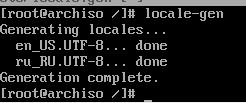 [root@archiso /]# locale-gen
Generating locales...
  en_US.UTF-8... done
  ru_RU.UTF-8... done
Generation complete.
[root@archiso /]#